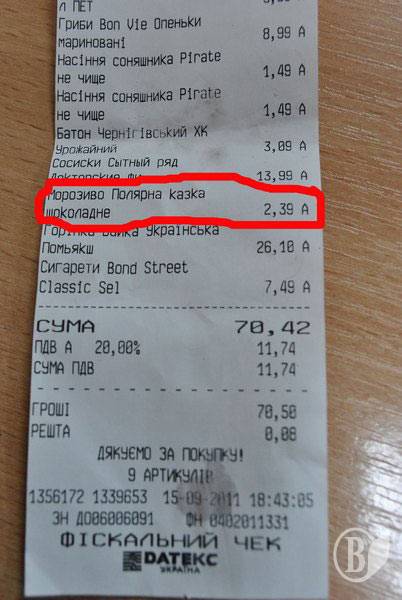 Л ПЕТ
Гриби Bon Vie Опеньки
мариновані 8,99 А
Насіння соняшника Pirate
не чище 1,49 А
Насіння соняшника Pirate
не чище 1,49 А
Батон Чернігівський ХК
Урожайний 3,09 А
Сосиски Сытный ряд
Докторские 13,99 А
Морозиво Полярна казка
шоколадне 2,39 А
Горілка Українська
26,10 А
Сигарети Bond Street
Classic Sel 7,49 А
СУМА 70,42
ПДВ А 20,00% 11,74
СУМА ПДВ 11,74
ГРОШІ 70,50
РЕШТА 0,08
ДЯКУЄМО ЗА ПОКУПКУ!
9 АРТИКУЛІВ
1356172 1339653 15-09-2011 18:43:05
ЗН ДО06006091 ФН 0402011331
ФІСКАЛЬНИЙ ЧЕК
DATEKC
УКРАЇНА
B